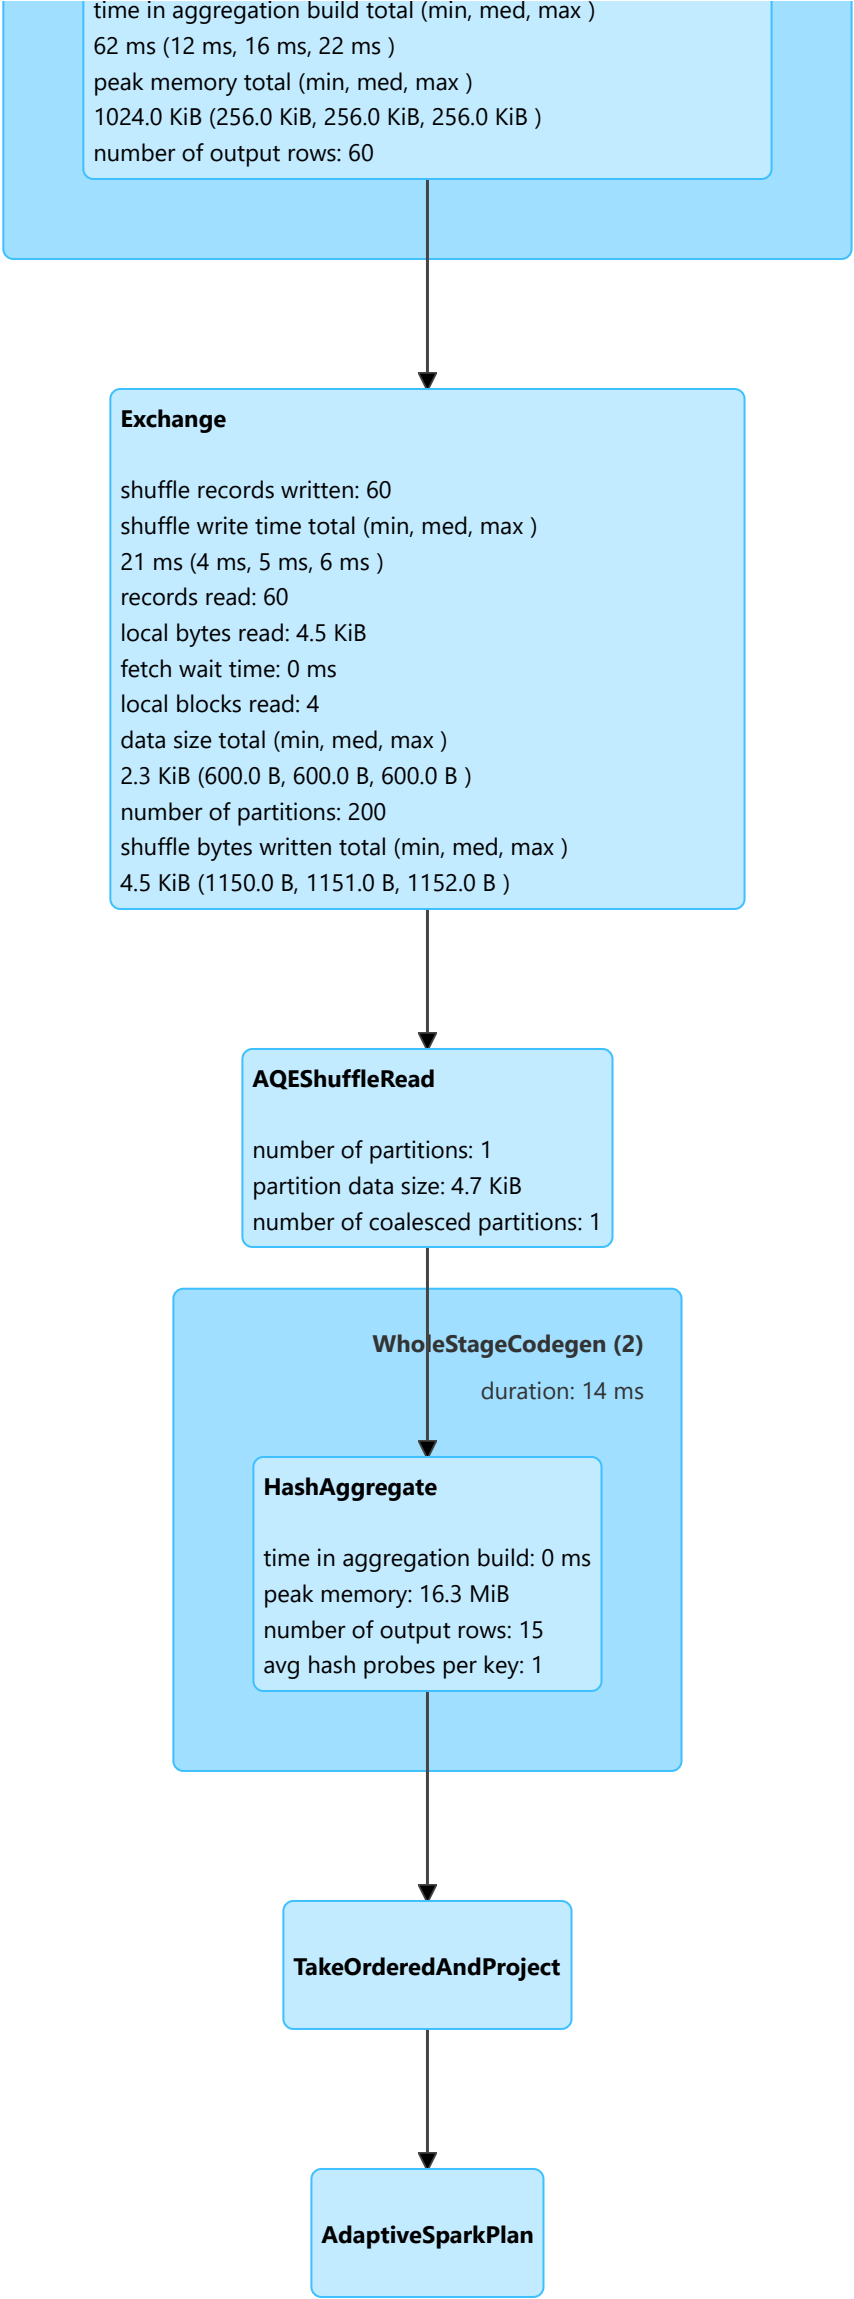 time in aggregation build total (min, med, max )
62 ms (12 ms, 16 ms, 22 ms )
peak memory total (min, med, max )
1024.0 KiB (256.0 KiB, 256.0 KiB, 256.0 KiB )
number of output rows: 60
Exchange
shuffle records written: 60
shuffle write time total (min, med, max )
21 ms (4 ms, 5 ms, 6 ms )
records read: 60
local bytes read: 4.5 KiB
fetch wait time: 0 ms
local blocks read: 4
data size total (min, med, max )
2.3 KiB (600.0 B, 600.0 B, 600.0 B )
number of partitions: 200
shuffle bytes written total (min, med, max )
4.5 KiB (1150.0 B, 1151.0 B, 1152.0 B )
AQEShuffleRead
number of partitions: 1
partition data size: 4.7 KiB
number of coalesced partitions: 1
WholeStageCodegen (2)
duration: 14 ms
HashAggregate
time in aggregation build: 0 ms
peak memory: 16.3 MiB
number of output rows: 15
avg hash probes per key: 1
TakeOrderedAndProject
AdaptiveSparkPlan